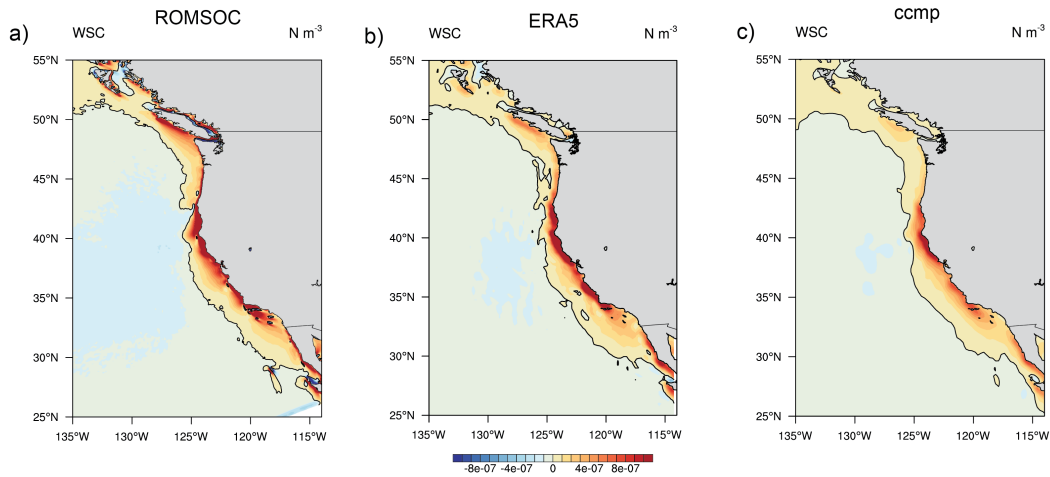 ROMSOC
ERA5
ccmp
a)
WSC
N m⁻³
b)
WSC
N m⁻³
c)
WSC
N m⁻³
55°N
50°N
45°N
40°N
35°N
30°N
25°N
135°W 130°W 125°W 120°W 115°W
55°N
50°N
45°N
40°N
35°N
30°N
25°N
135°W 130°W 125°W 120°W 115°W
55°N
50°N
45°N
40°N
35°N
30°N
25°N
135°W 130°W 125°W 120°W 115°W
-8e-07 -4e-07 0 4e-07 8e-07